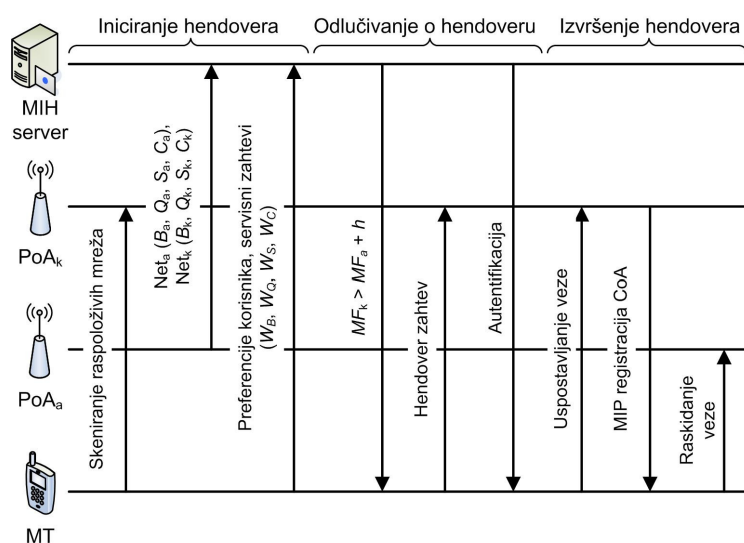 Iniciranje hendovera
Odlučivanje o hendoveru
Izvršenje hendovera
MIH
server
PoAk
PoAa
MT
Skeniranje raspoloživih mreža
Neta (Ba, Qa, Sa, Ca),
Netk (Bk, Qk, Sk, Ck)
Preferencije korisnika, servisni zahtevi
(WB, WQ, WS, WC)
MFk > MFa + h
Hendover zahtev
Autentifikacija
Uspostavljanje veze
MIP registracija CoA
Raskidanje
veze